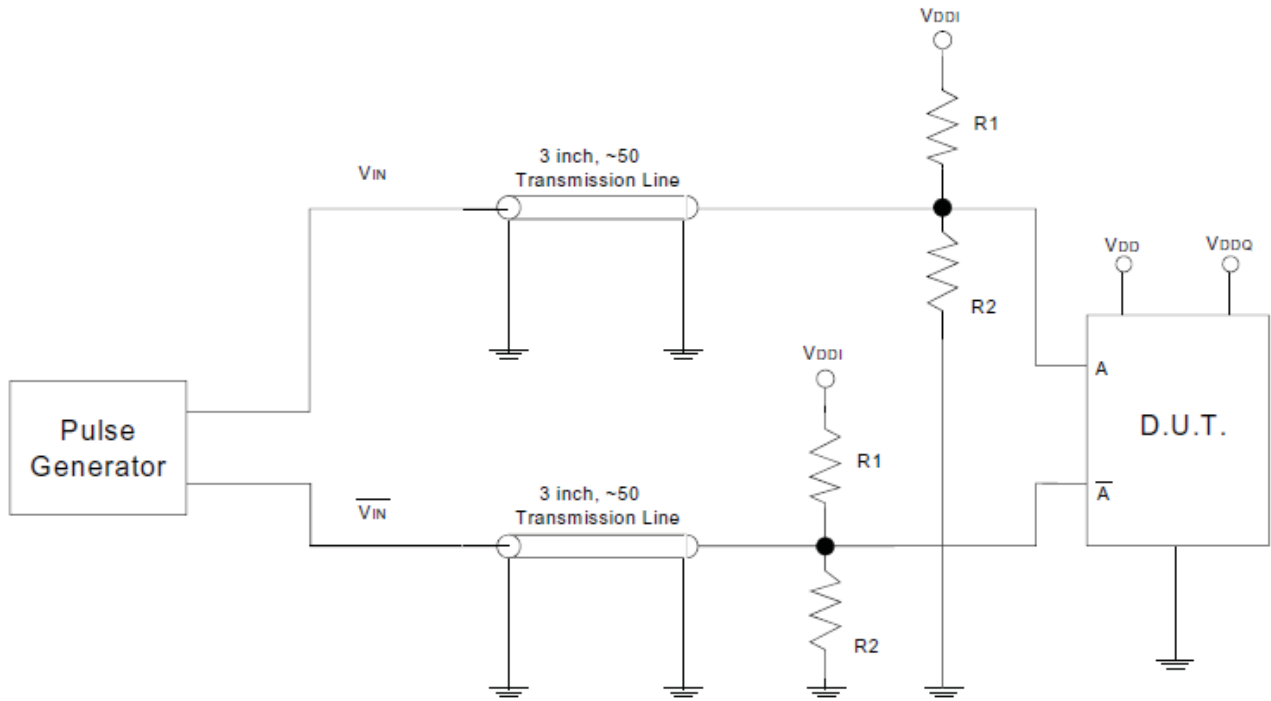 VDDI
R1
3 inch, ~50
Transmission Line
VIN
R2
VDD
VDDQ
VDDI
A
D.U.T.
Pulse
Generator
R1
A̅
3 inch, ~50
Transmission Line
V̅I̅N̅
R2